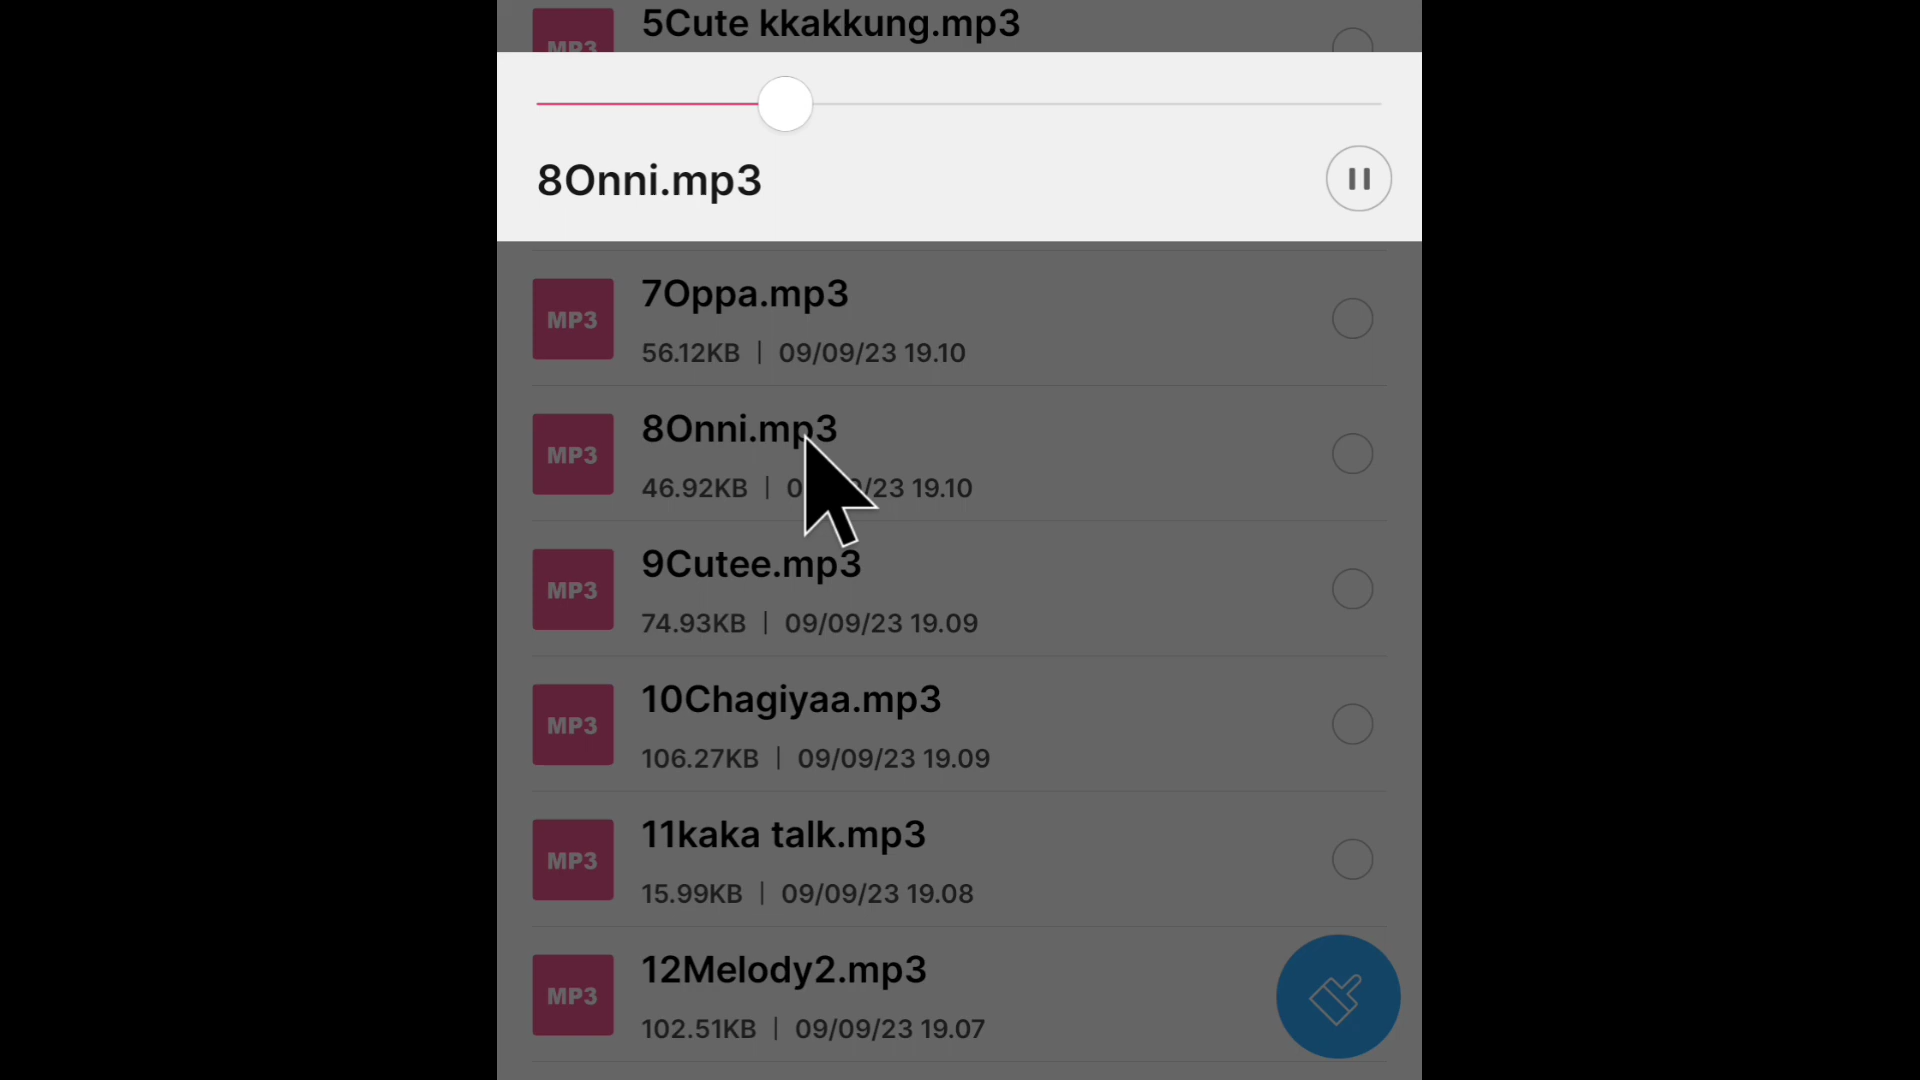 5Cute kkakkung.mp3
MP3
8Onni.mp3
7Oppa.mp3
MP3
56.12KB | 09/09/23 19.10
8Onni.mp3
MP3
46.92KB | 0 /23 19.10
9Cutee.mp3
MP3
74.93KB | 09/09/23 19.09
10Chagiyaa.mp3
MP3
106.27KB | 09/09/23 19.09
11kaka talk.mp3
MP3
15.99KB | 09/09/23 19.08
12Melody2.mp3
MP3
102.51KB | 09/09/23 19.07